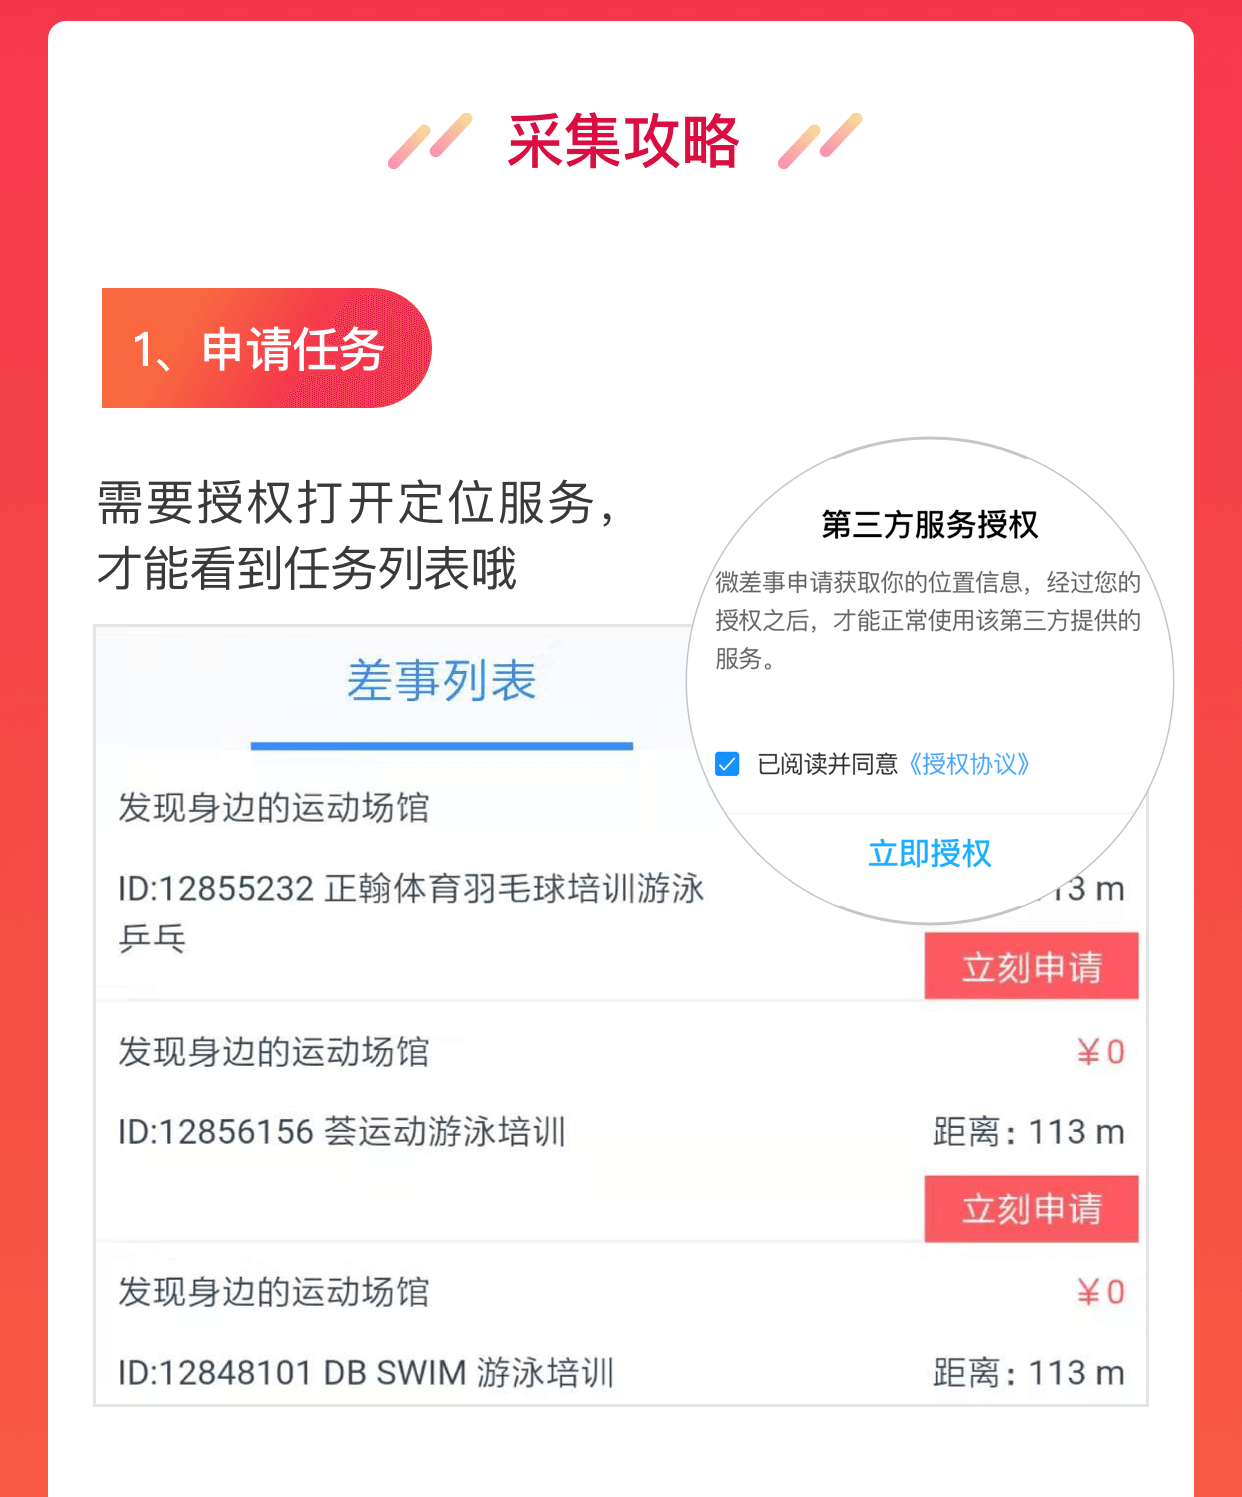 采集攻略
1、申请任务
需要授权打开定位服务，
才能看到任务列表哦
第三方服务授权
微差事申请获取你的位置信息，经过您的
授权之后，才能正常使用该第三方提供的
服务。
已阅读并同意《授权协议》
立即授权
差事列表
发现身边的运动场馆
ID:12855232 正翰体育羽毛球培训游泳
乒乓
13 m
立刻申请
发现身边的运动场馆
¥0
ID:12856156 荟运动游泳培训
距离：113 m
立刻申请
发现身边的运动场馆
¥0
ID:12848101 DB SWIM 游泳培训
距离：113 m